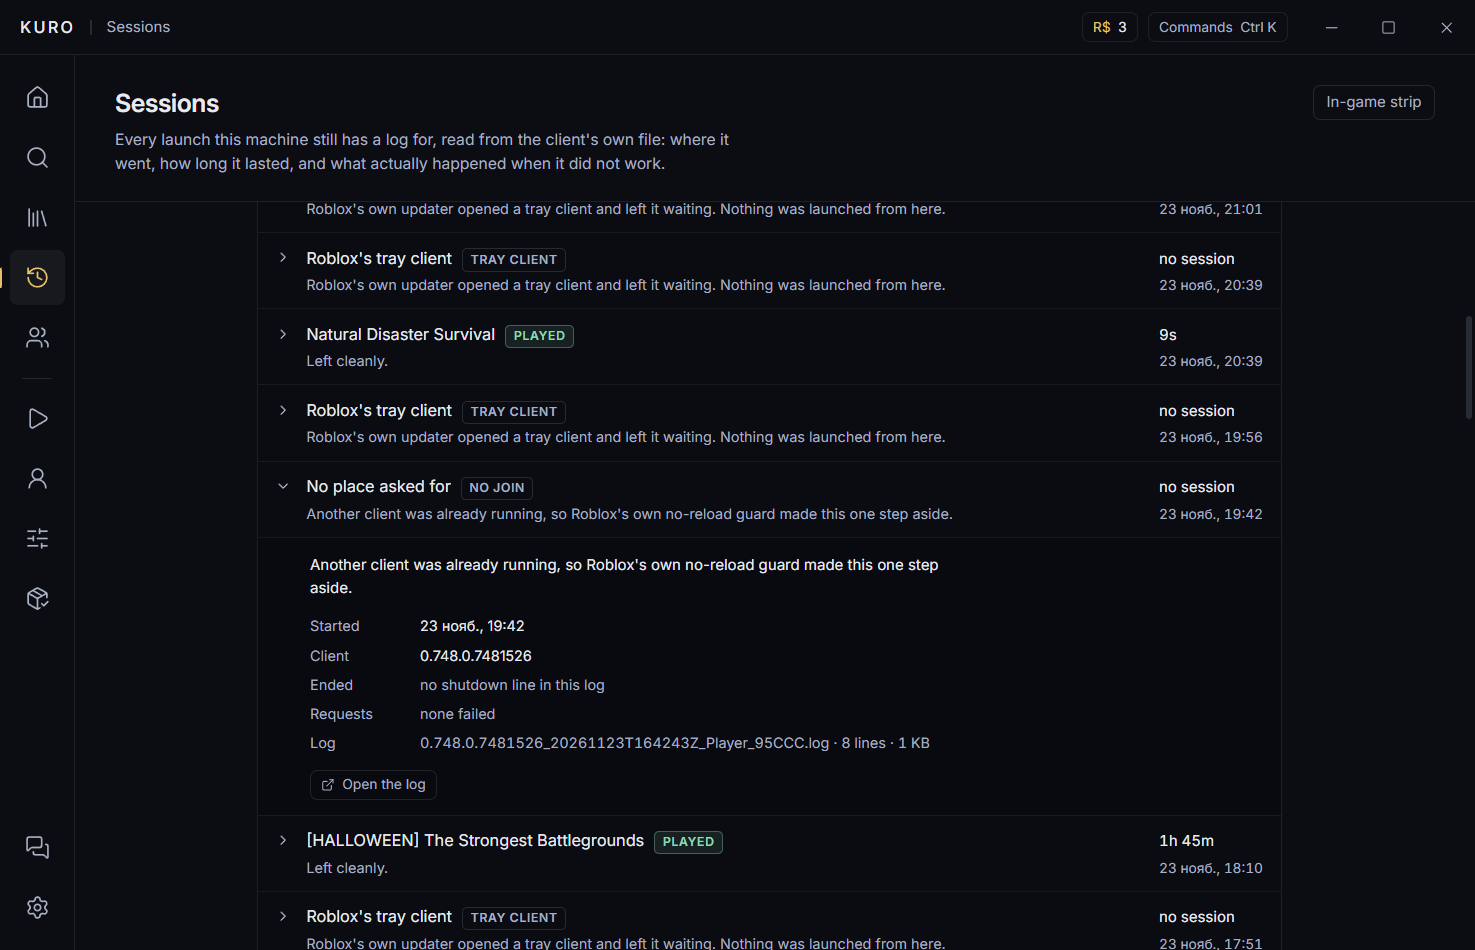 KURO
Sessions
R$ 3
Commands Ctrl K
Sessions
In-game strip
Every launch this machine still has a log for, read from the client's own file: where it
went, how long it lasted, and what actually happened when it did not work.
Roblox's own updater opened a tray client and left it waiting. Nothing was launched from here.
23 нояб., 21:01
Roblox's tray client TRAY CLIENT
no session
Roblox's own updater opened a tray client and left it waiting. Nothing was launched from here.
23 нояб., 20:39
Natural Disaster Survival PLAYED
9s
Left cleanly.
23 нояб., 20:39
Roblox's tray client TRAY CLIENT
no session
Roblox's own updater opened a tray client and left it waiting. Nothing was launched from here.
23 нояб., 19:56
No place asked for NO JOIN
no session
Another client was already running, so Roblox's own no-reload guard made this one step aside.
23 нояб., 19:42
Another client was already running, so Roblox's own no-reload guard made this one step
aside.
Started 23 нояб., 19:42
Client 0.748.0.7481526
Ended no shutdown line in this log
Requests none failed
Log 0.748.0.7481526_20261123T164243Z_Player_95CCC.log · 8 lines · 1 KB
Open the log
[HALLOWEEN] The Strongest Battlegrounds PLAYED
1h 45m
Left cleanly.
23 нояб., 18:10
Roblox's tray client TRAY CLIENT
no session
Roblox's own updater opened a tray client and left it waiting. Nothing was launched from here.
23 нояб., 17:51